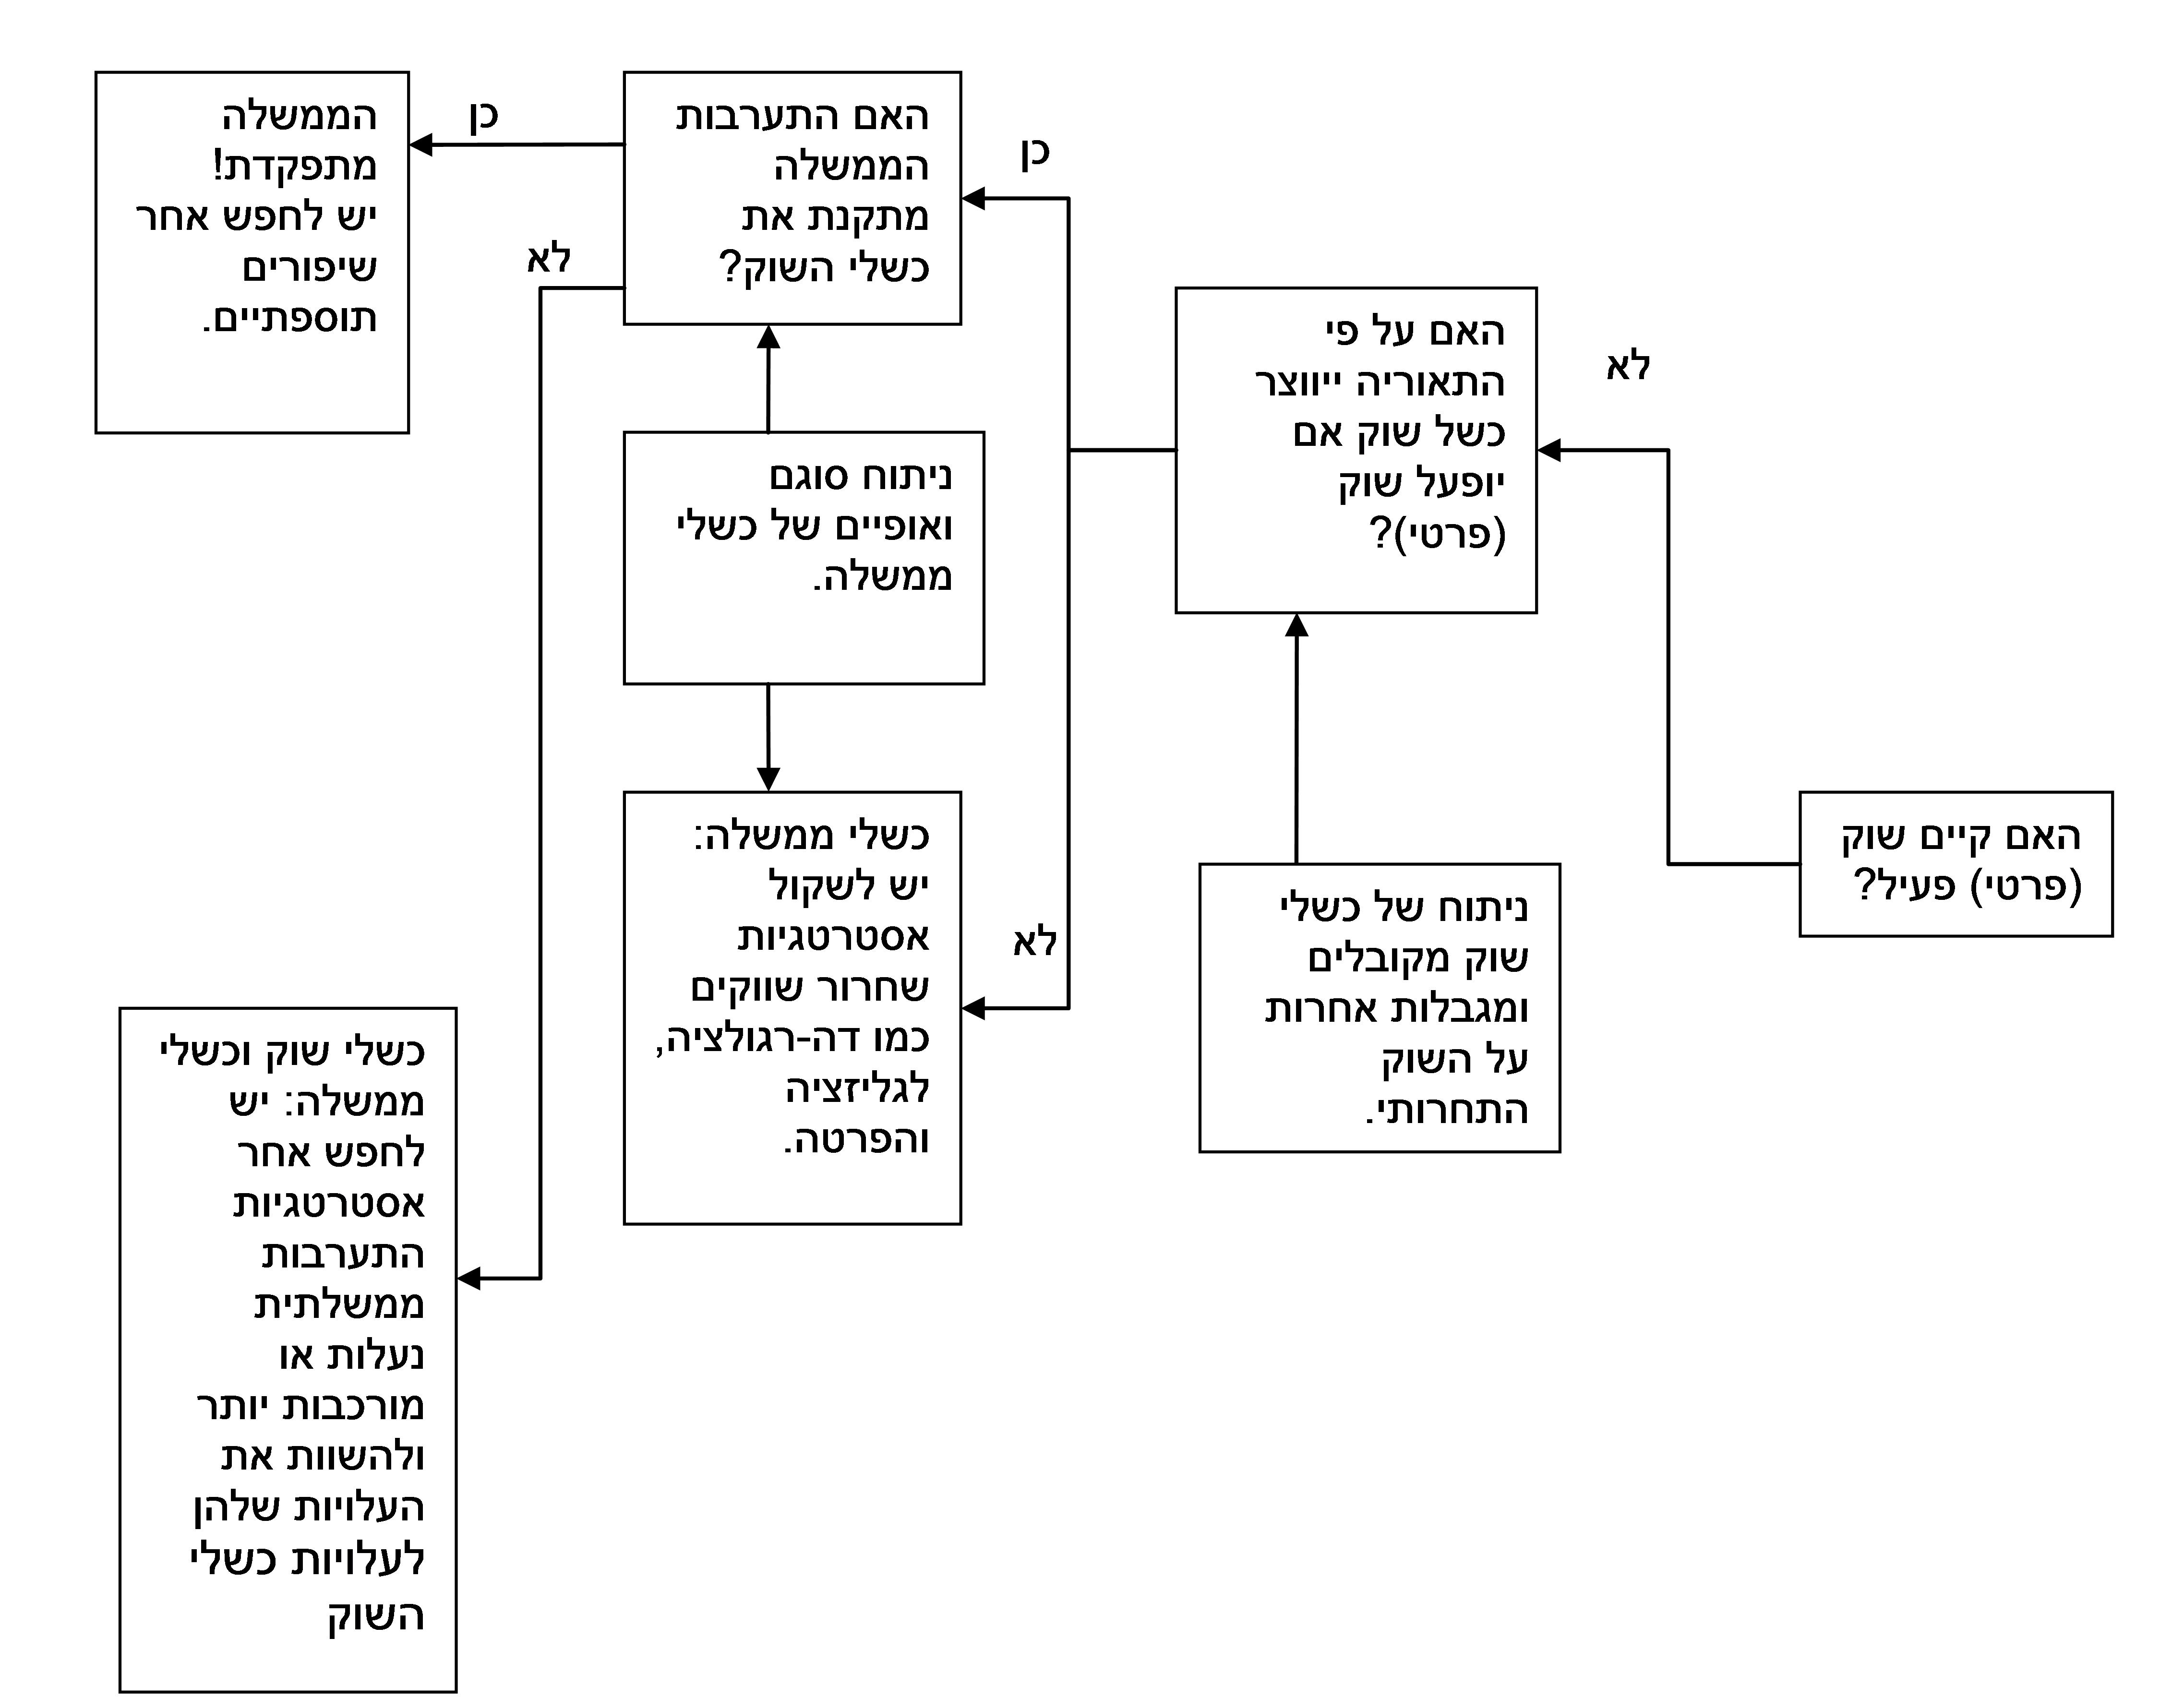 האם קיים שוק
(פרטי) פעיל?
לא
האם על פי
התאוריה ייווצר
כשל שוק אם
יופעל שוק
(פרטי)?
ניתוח של כשלי
שוק מקובלים
ומגבלות אחרות
על השוק
התחרותי.
כן
לא
האם התערבות
הממשלה
מתקנת את
כשלי השוק?
ניתוח סוגם
ואופיים של כשלי
ממשלה.
כשלי ממשלה:
יש לשקול
אסטרטגיות
שחרור שווקים
כמו דה-רגולציה,
לגליזציה
והפרטה.
כן
לא
הממשלה
מתפקדת!
יש לחפש אחר
שיפורים
תוספתיים.
כשלי שוק וכשלי
ממשלה: יש
לחפש אחר
אסטרטגיות
התערבות
ממשלתית
נעלות או
מורכבות יותר
ולהשוות את
העלויות שלהן
לעלויות כשלי
השוק